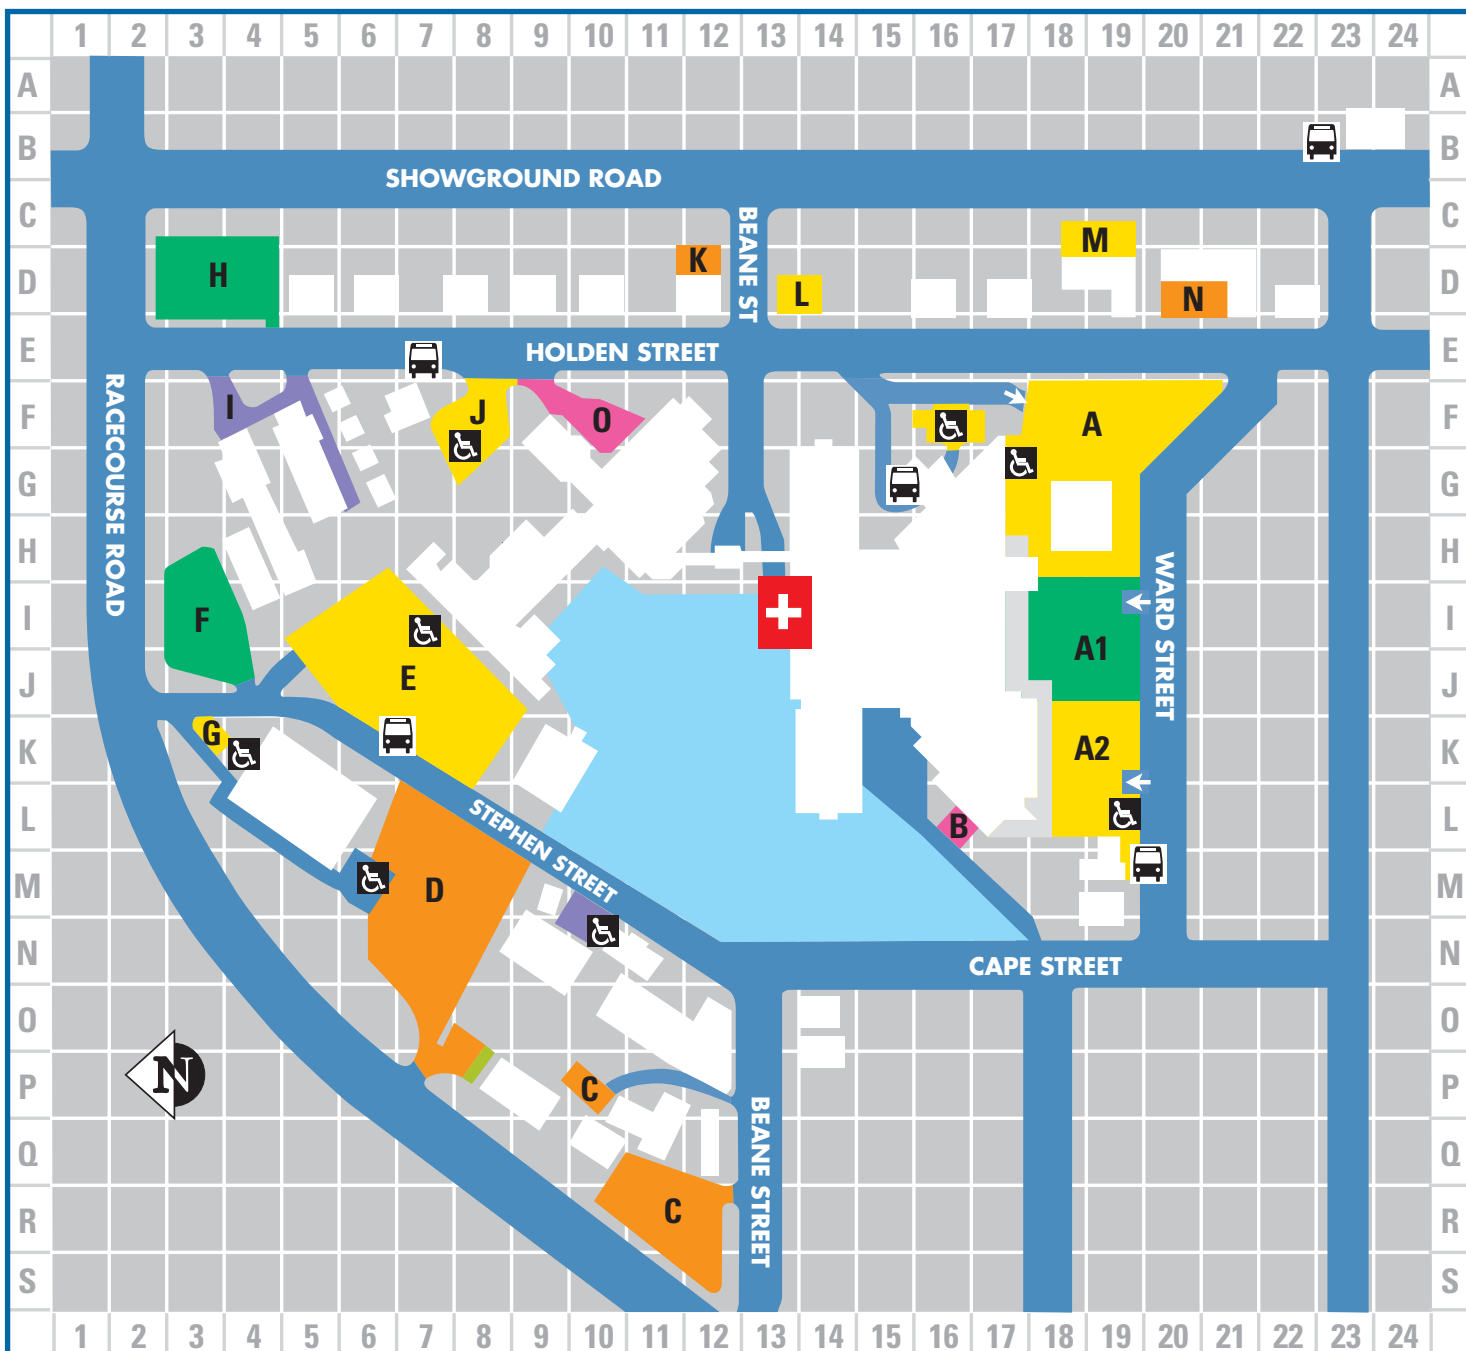 1 2 3 4 5 6 7 8 9 10 11 12 13 14 15 16 17 18 19 20 21 22 23 24
A A
B B
SHOWGROUND ROAD
C C
BEANE ST
M
K
D H L N D
E HOLDEN STREET E
RACECOURSE ROAD
F I J O A F
G G
H H
WARD STREET
I F I
A1
J E J
G
K A2 K
STEPHEN STREET
L B L
M D M
N CAPE STREET N
O O
N
P C P
BEANE STREET
Q Q
R C R
S S
1 2 3 4 5 6 7 8 9 10 11 12 13 14 15 16 17 18 19 20 21 22 23 24